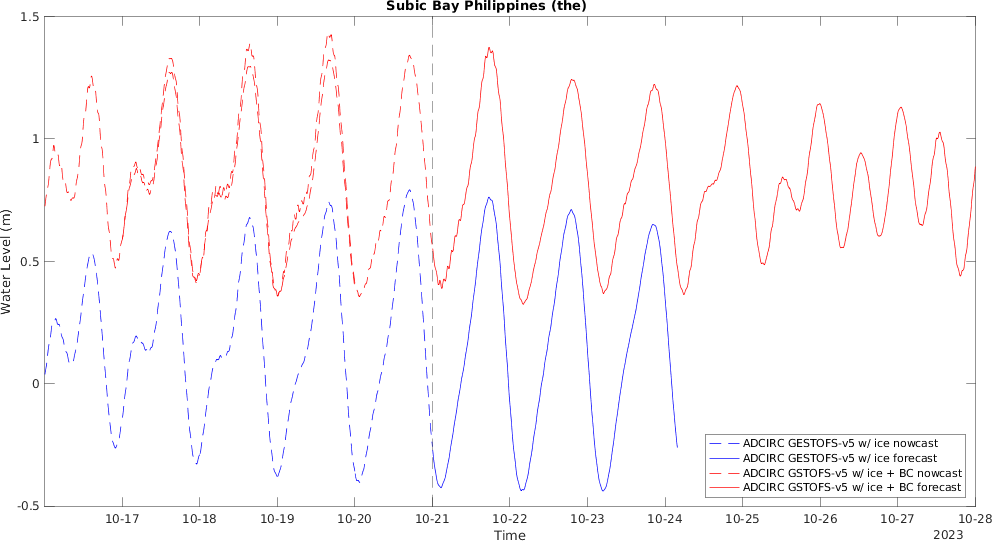 Subic Bay Philippines (the)
1.5
1
0.5
0
-0.5
Water Level (m)
10-17 10-18 10-19 10-20 10-21 10-22 10-23 10-24 10-25 10-26 10-27 10-28
Time
2023
ADCIRC GESTOFS-v5 w/ ice nowcast
ADCIRC GESTOFS-v5 w/ ice forecast
ADCIRC GSTOFS-v5 w/ ice + BC nowcast
ADCIRC GSTOFS-v5 w/ ice + BC forecast